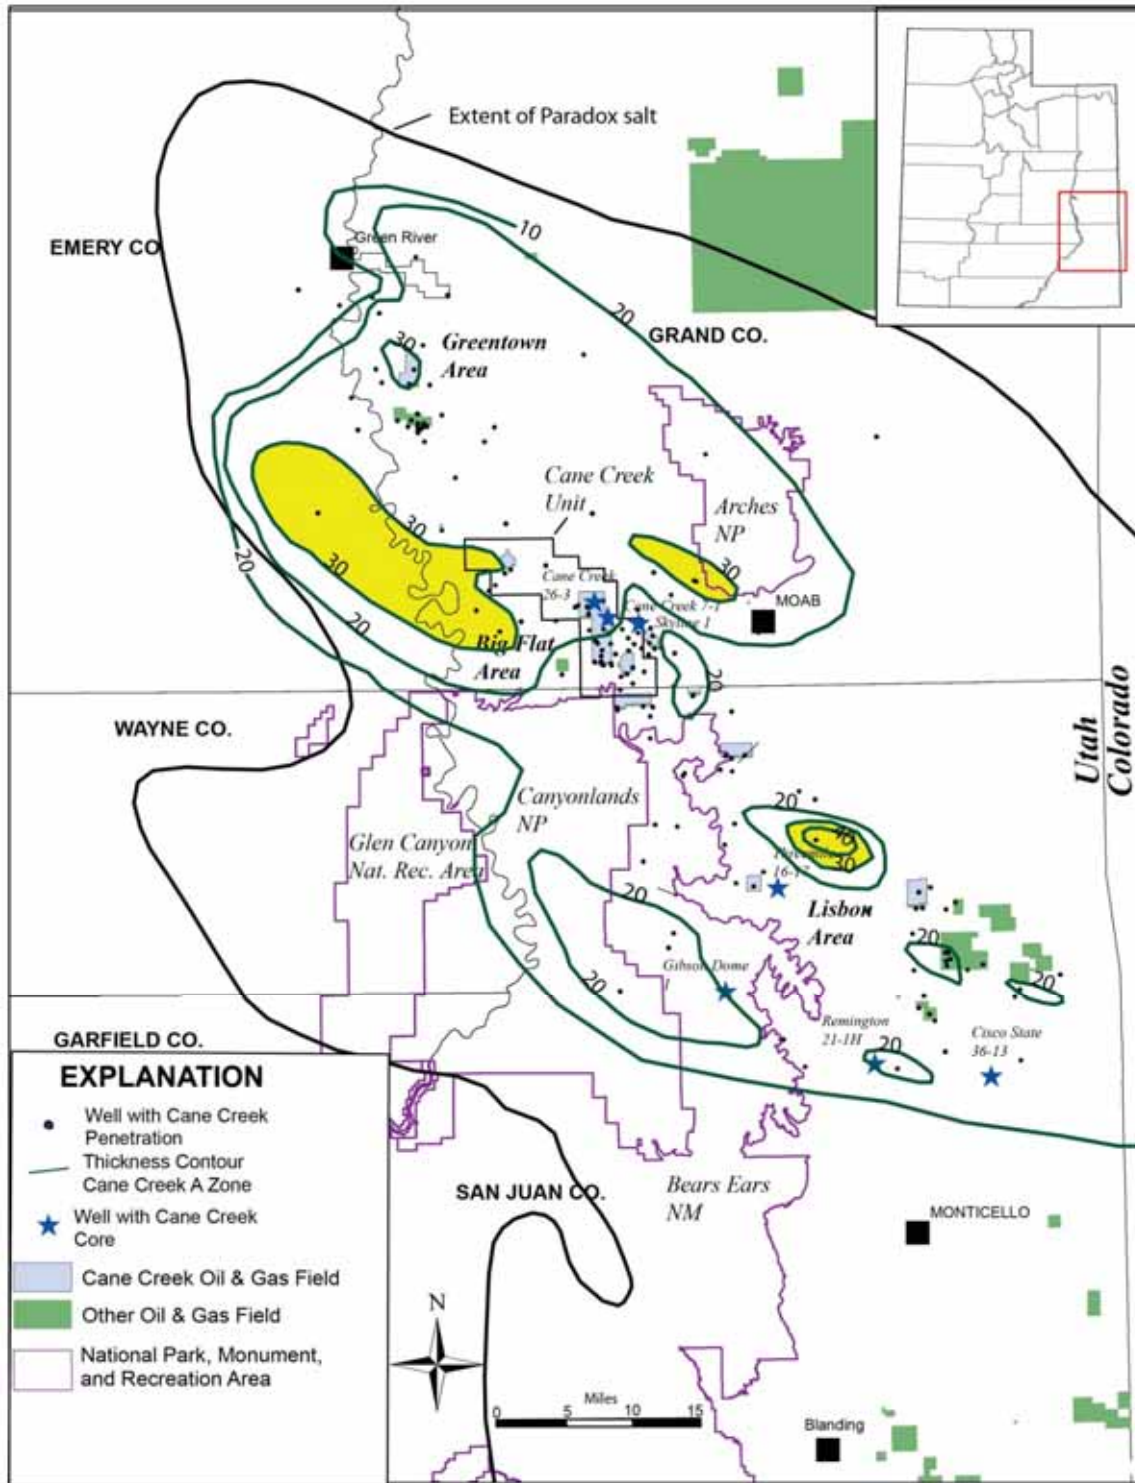 Extent of Paradox salt
10
Green River
EMERY CO
20
GRAND CO.
30
Greentown
Area
Cane Creek
Unit
Arches
NP
30
30
30
20
Cane Creek
26-3
Cane Creek 7-1
Skyline 1
MOAB
20
Big Flat
Area
20
WAYNE CO.
Utah
Colorado
Canyonlands
NP
20
Glen Canyon
Nat. Rec. Area
30
16-17
20
Lisbon
Area
20
20
Gibson Dome
1
20
Remington
21-1H
20
Cisco State
36-13
GARFIELD CO.
EXPLANATION
Well with Cane Creek
Penetration
Thickness Contour
Cane Creek A Zone
Well with Cane Creek
Core
Cane Creek Oil & Gas Field
Other Oil & Gas Field
National Park, Monument,
and Recreation Area
SAN JUAN CO.
Bears Ears
NM
MONTICELLO
N
Miles
0 5 10 15
Blanding